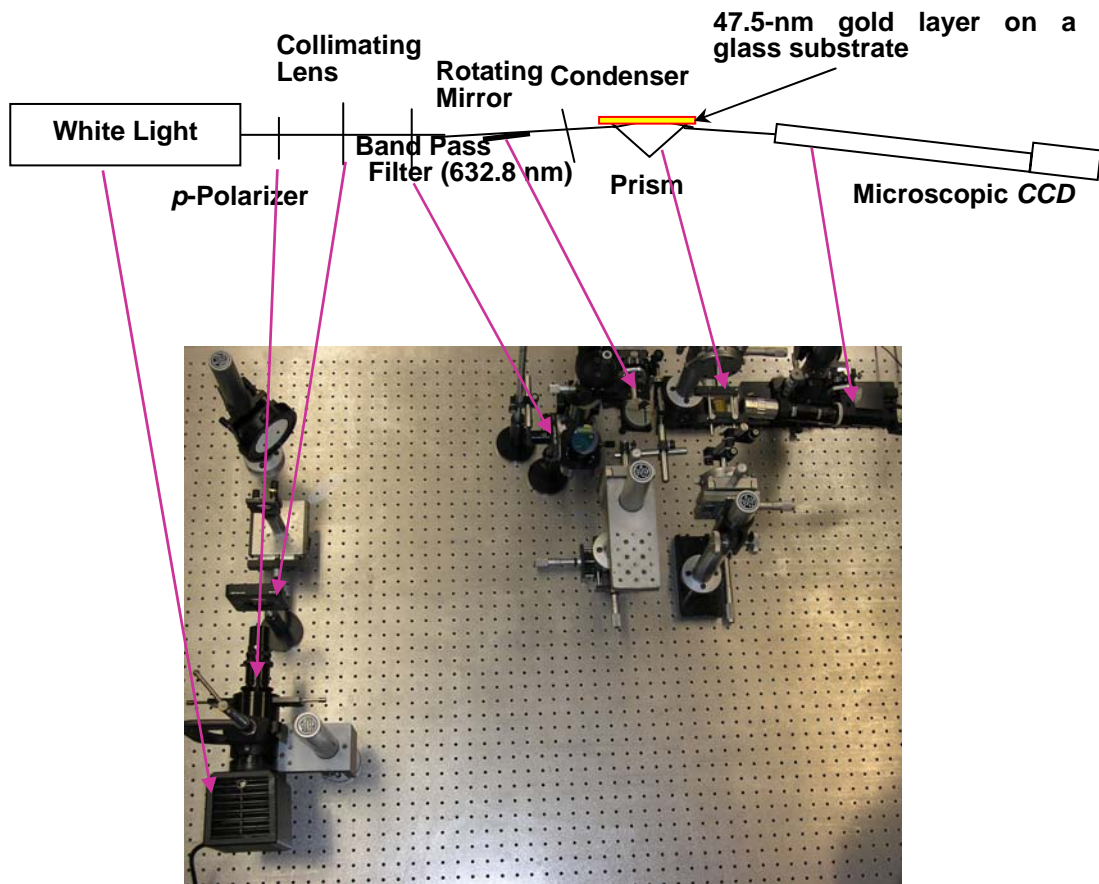 47.5-nm gold layer on a
glass substrate
Collimating
Lens
Rotating
Mirror
Condenser
White Light
Band Pass
Filter (632.8 nm)
p-Polarizer
Prism
Microscopic CCD